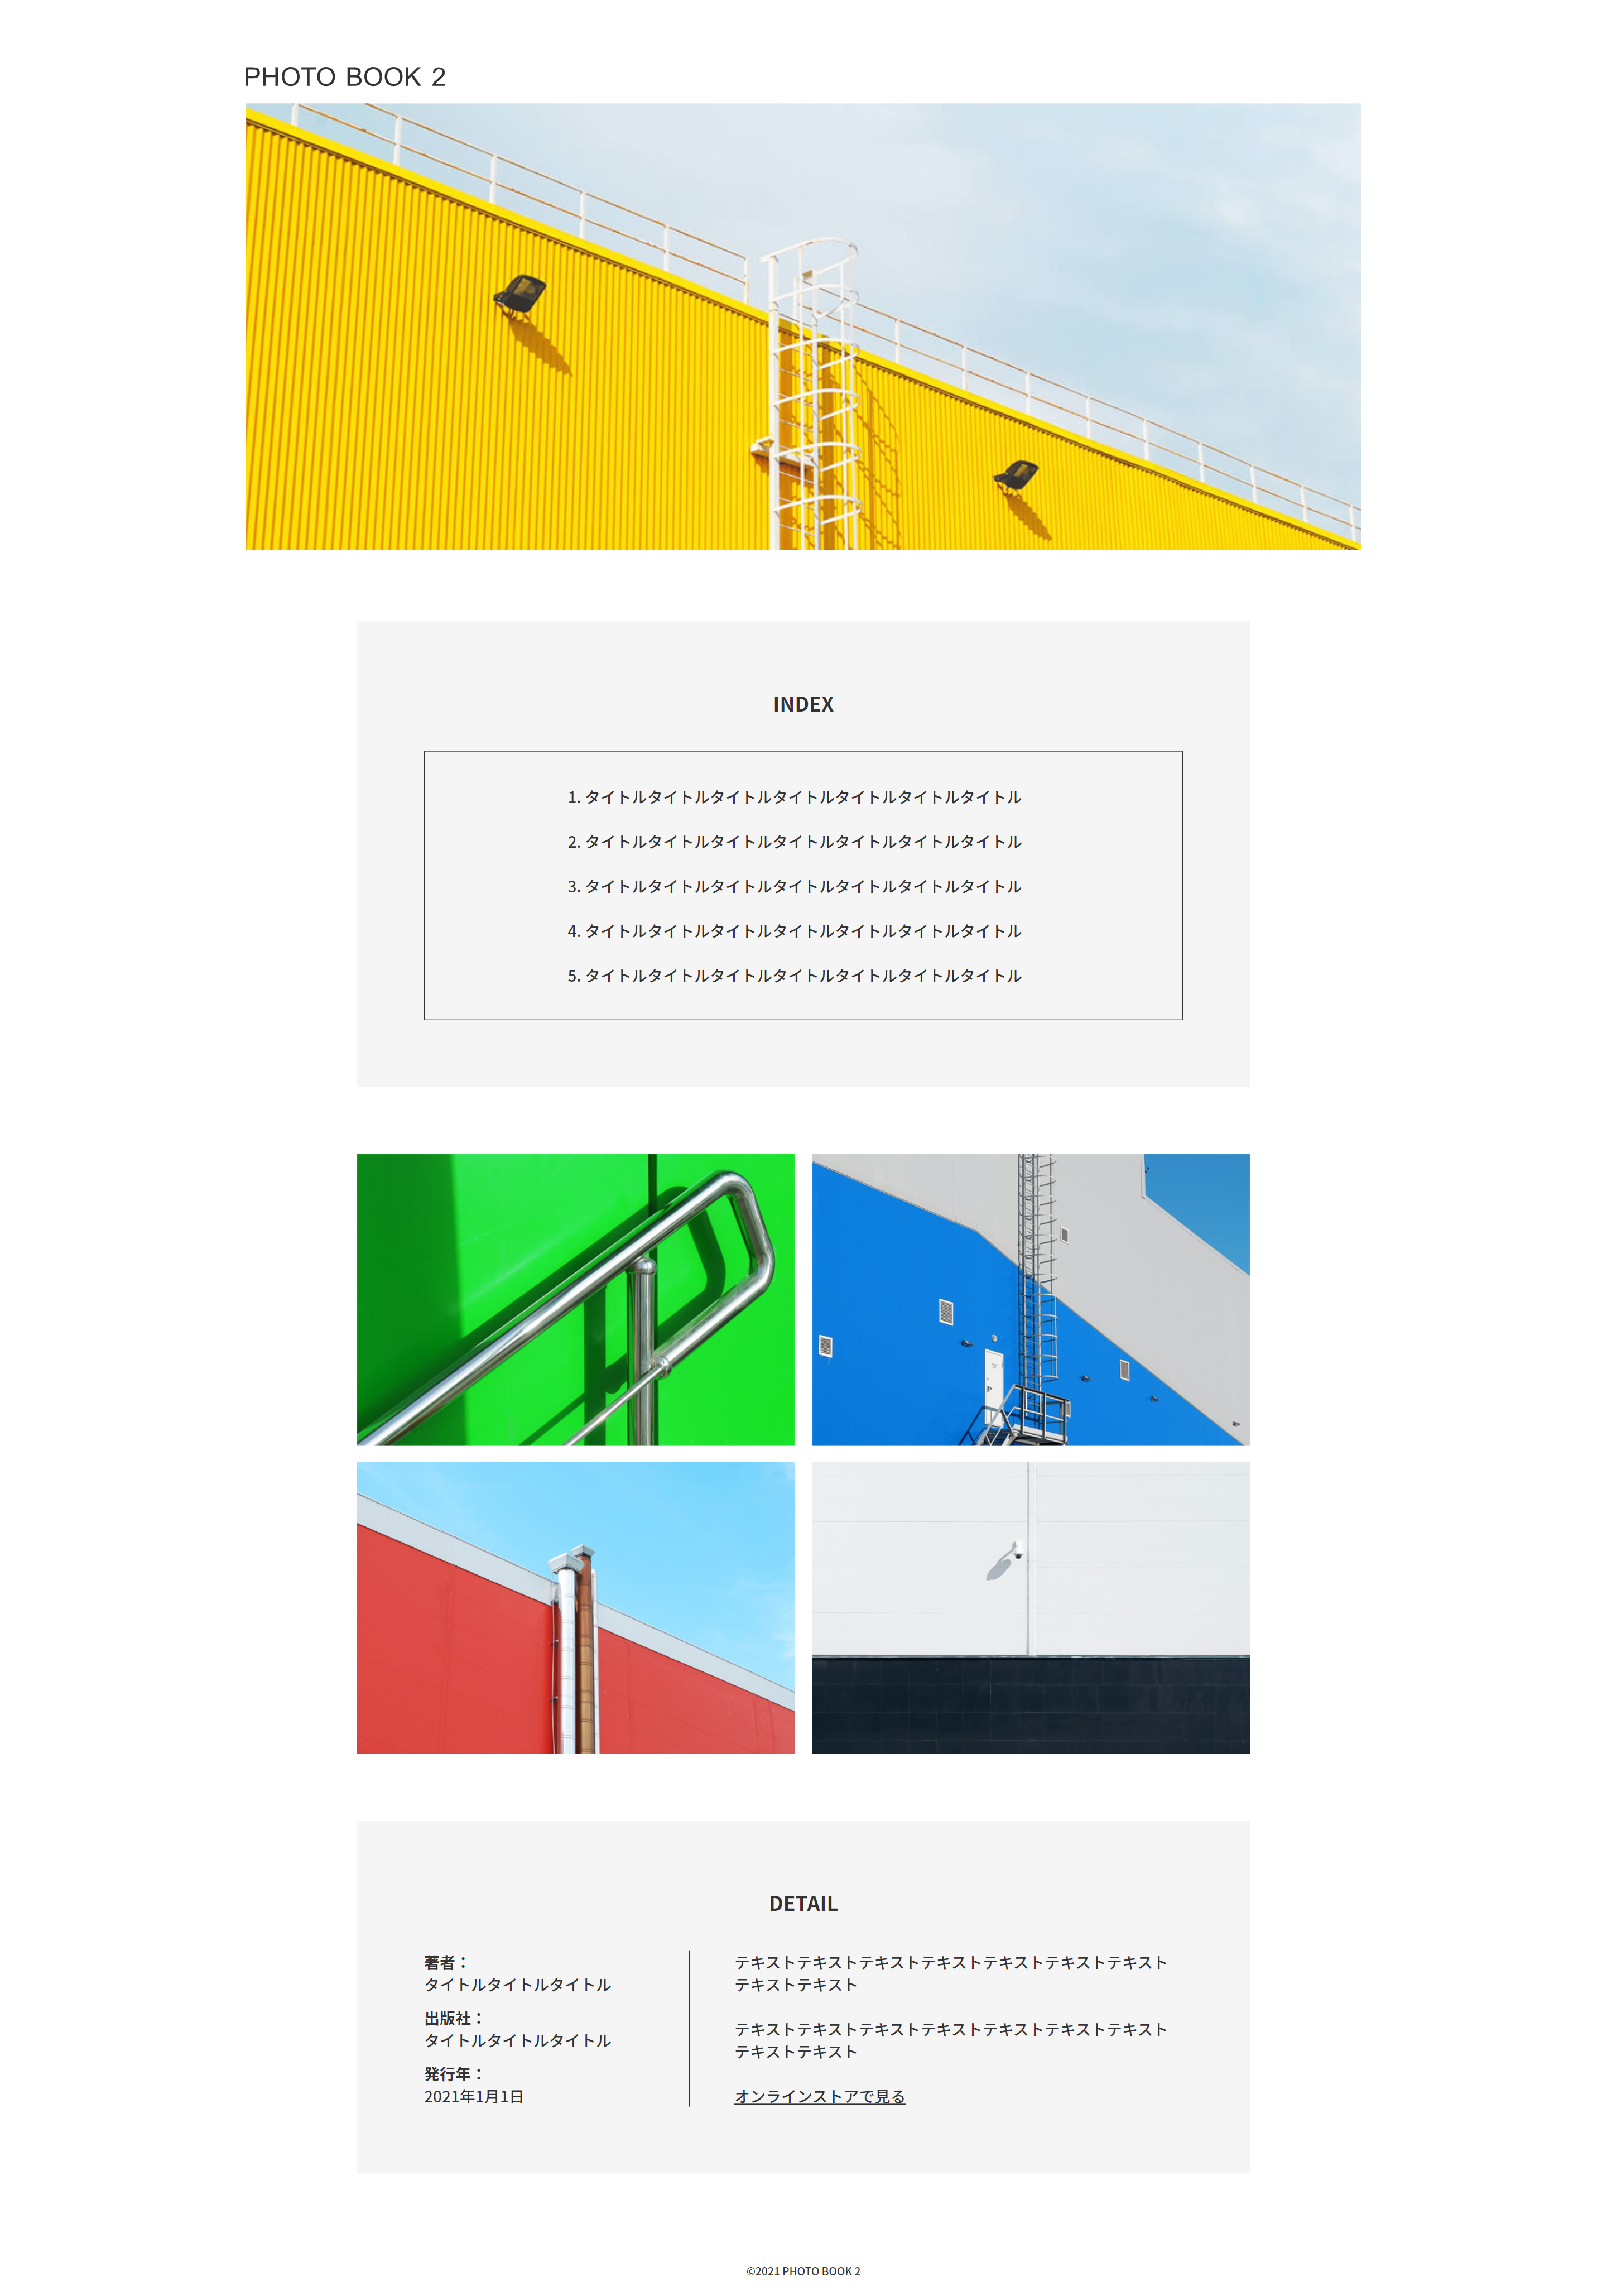 PHOTO BOOK 2
INDEX
1. タイトルタイトルタイトルタイトルタイトルタイトルタイトル
2. タイトルタイトルタイトルタイトルタイトルタイトルタイトル
3. タイトルタイトルタイトルタイトルタイトルタイトルタイトル
4. タイトルタイトルタイトルタイトルタイトルタイトルタイトル
5. タイトルタイトルタイトルタイトルタイトルタイトルタイトル
DETAIL
著者：
タイトルタイトルタイトル
出版社：
タイトルタイトルタイトル
発行年：
2021年1月1日
テキストテキストテキストテキストテキストテキストテキスト
テキストテキスト
テキストテキストテキストテキストテキストテキストテキスト
テキストテキスト
オンラインストアで見る
©2021 PHOTO BOOK 2